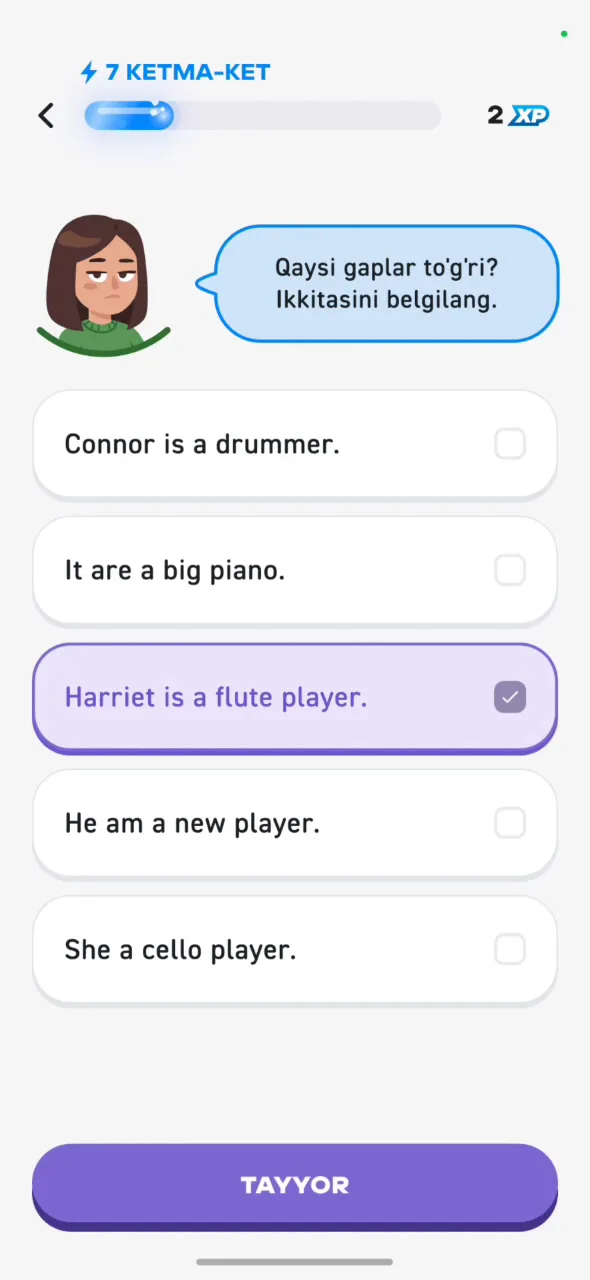 7 KETMA-KET
2 XP
Qaysi gaplar to'g'ri?
Ikkitasini belgilang.
Connor is a drummer.
It are a big piano.
Harriet is a flute player.
He am a new player.
She a cello player.
TAYYOR